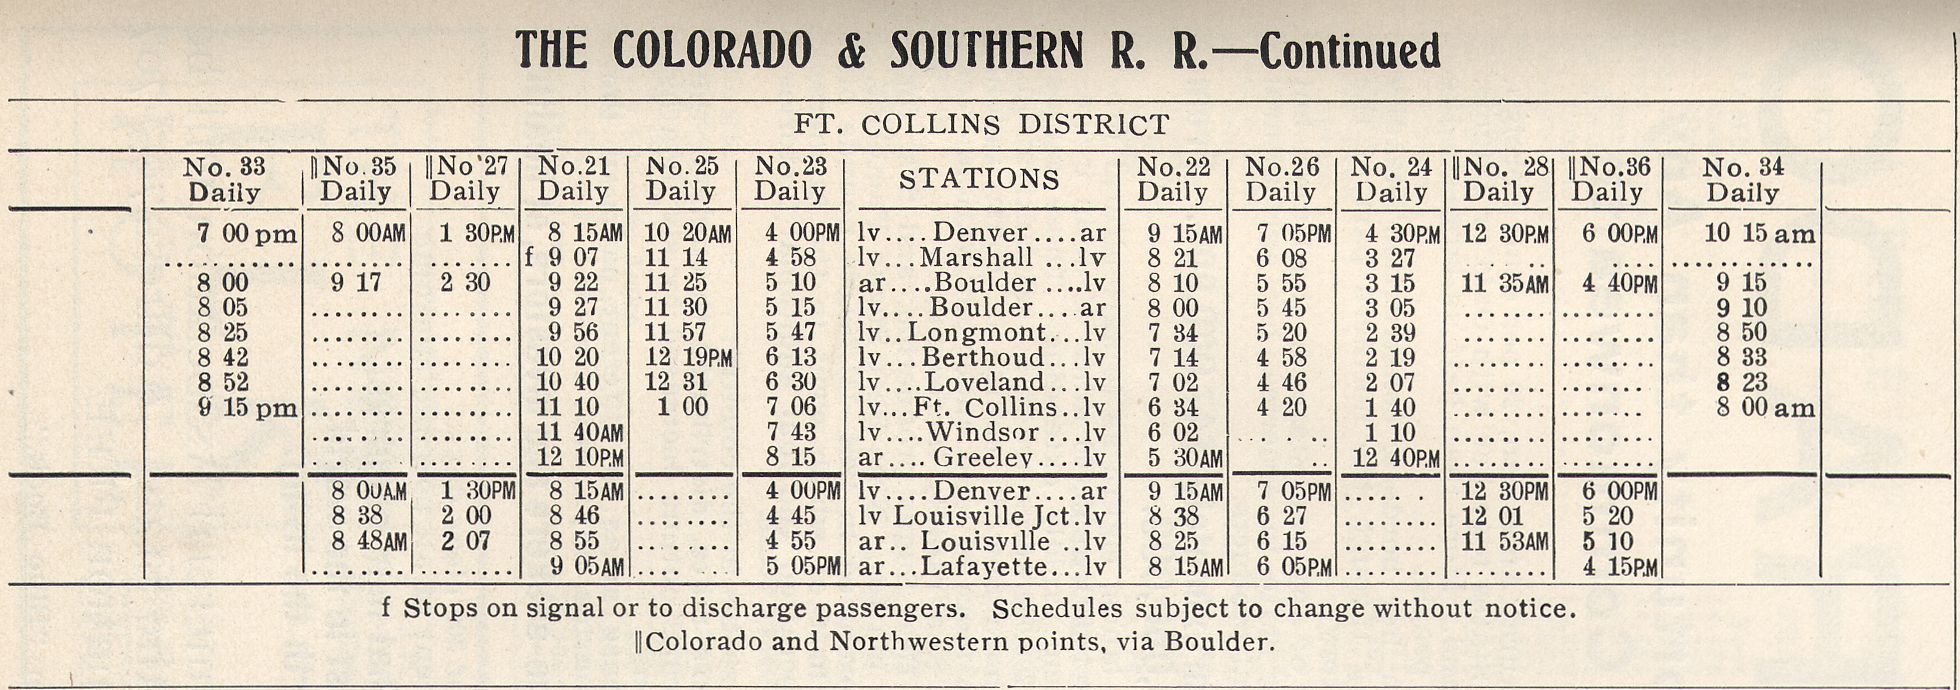 THE COLORADO & SOUTHERN R. R.—Continued
FT. COLLINS DISTRICT
No. 33 ‖No. 35 ‖No 27 No. 21 No. 25 No. 23 STATIONS No. 22 No. 26 No. 24 ‖No. 28 ‖No. 36 No. 34
Daily Daily Daily Daily Daily Daily Daily Daily Daily Daily Daily Daily
7 00 pm 8 00AM 1 30P.M 8 15AM 10 20AM 4 00PM lv....Denver....ar 9 15AM 7 05PM 4 30P.M 12 30P.M 6 00P.M 10 15 am
............ ........ ....... f 9 07 11 14 4 58 lv...Marshall ...lv 8 21 6 08 3 27 .... .... .............
8 00 9 17 2 30 9 22 11 25 5 10 ar....Boulder ....lv 8 10 5 55 3 15 11 35AM 4 40PM 9 15
8 05 ........ ........ 9 27 11 30 5 15 lv....Boulder....ar 8 00 5 45 3 05 ........ ........ 9 10
8 25 ........ ........ 9 56 11 57 5 47 lv..Longmont...lv 7 34 5 20 2 39 ........ ........ 8 50
8 42 ........ ........ 10 20 12 19P.M 6 13 lv...Berthoud...lv 7 14 4 58 2 19 ........ ........ 8 33
8 52 ........ ........ 10 40 12 31 6 30 lv....Loveland...lv 7 02 4 46 2 07 ........ ........ 8 23
9 15 pm ........ ........ 11 10 1 00 7 06 lv...Ft. Collins..lv 6 34 4 20 1 40 ........ ........ 8 00 am
........ ........ 11 40AM 7 43 lv....Windsor ...lv 6 02 .... 1 10 ........ ........
........ ........ 12 10P.M 8 15 ar.... Greeley....lv 5 30AM .. 12 40P.M ........ ........
8 00A.M 1 30PM 8 15AM ........ 4 00PM lv....Denver....ar 9 15AM 7 05PM ...... 12 30PM 6 00PM
8 38 2 00 8 46 ........ 4 45 lv Louisville Jct.lv 8 38 6 27 ........ 12 01 5 20
8 48AM 2 07 8 55 ........ 4 55 ar.. Louisville ..lv 8 25 6 15 ........ 11 53AM 5 10
........ ........ 9 05AM .... 5 05PM ar...Lafayette...lv 8 15AM 6 05P.M ........ ........ 4 15P.M
f Stops on signal or to discharge passengers. Schedules subject to change without notice.
‖Colorado and Northwestern points, via Boulder.